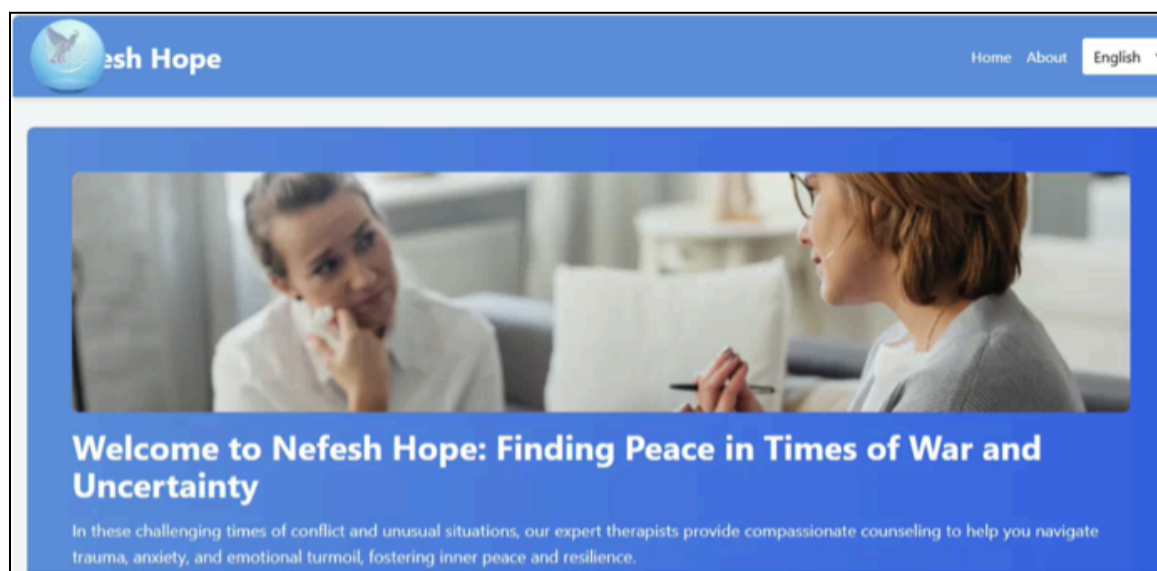 esh Hope
Home About English
Welcome to Nefesh Hope: Finding Peace in Times of War and
Uncertainty
In these challenging times of conflict and unusual situations, our expert therapists provide compassionate counseling to help you navigate
trauma, anxiety, and emotional turmoil, fostering inner peace and resilience.